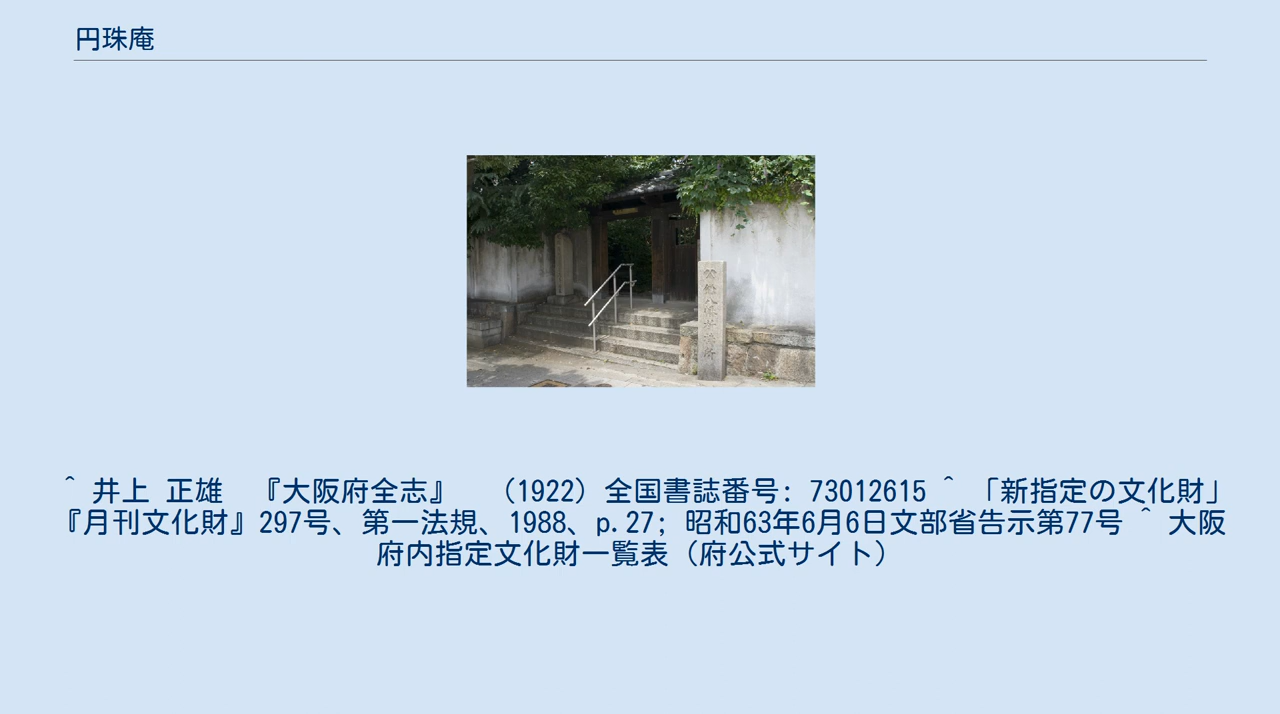 円珠庵
^ 井上 正雄　『大阪府全志』　（1922）全国書誌番号: 73012615 ^ 「新指定の文化財」
『月刊文化財』297号、第一法規、1988、p.27; 昭和63年6月6日文部省告示第77号 ^ 大阪
府内指定文化財一覧表（府公式サイト）